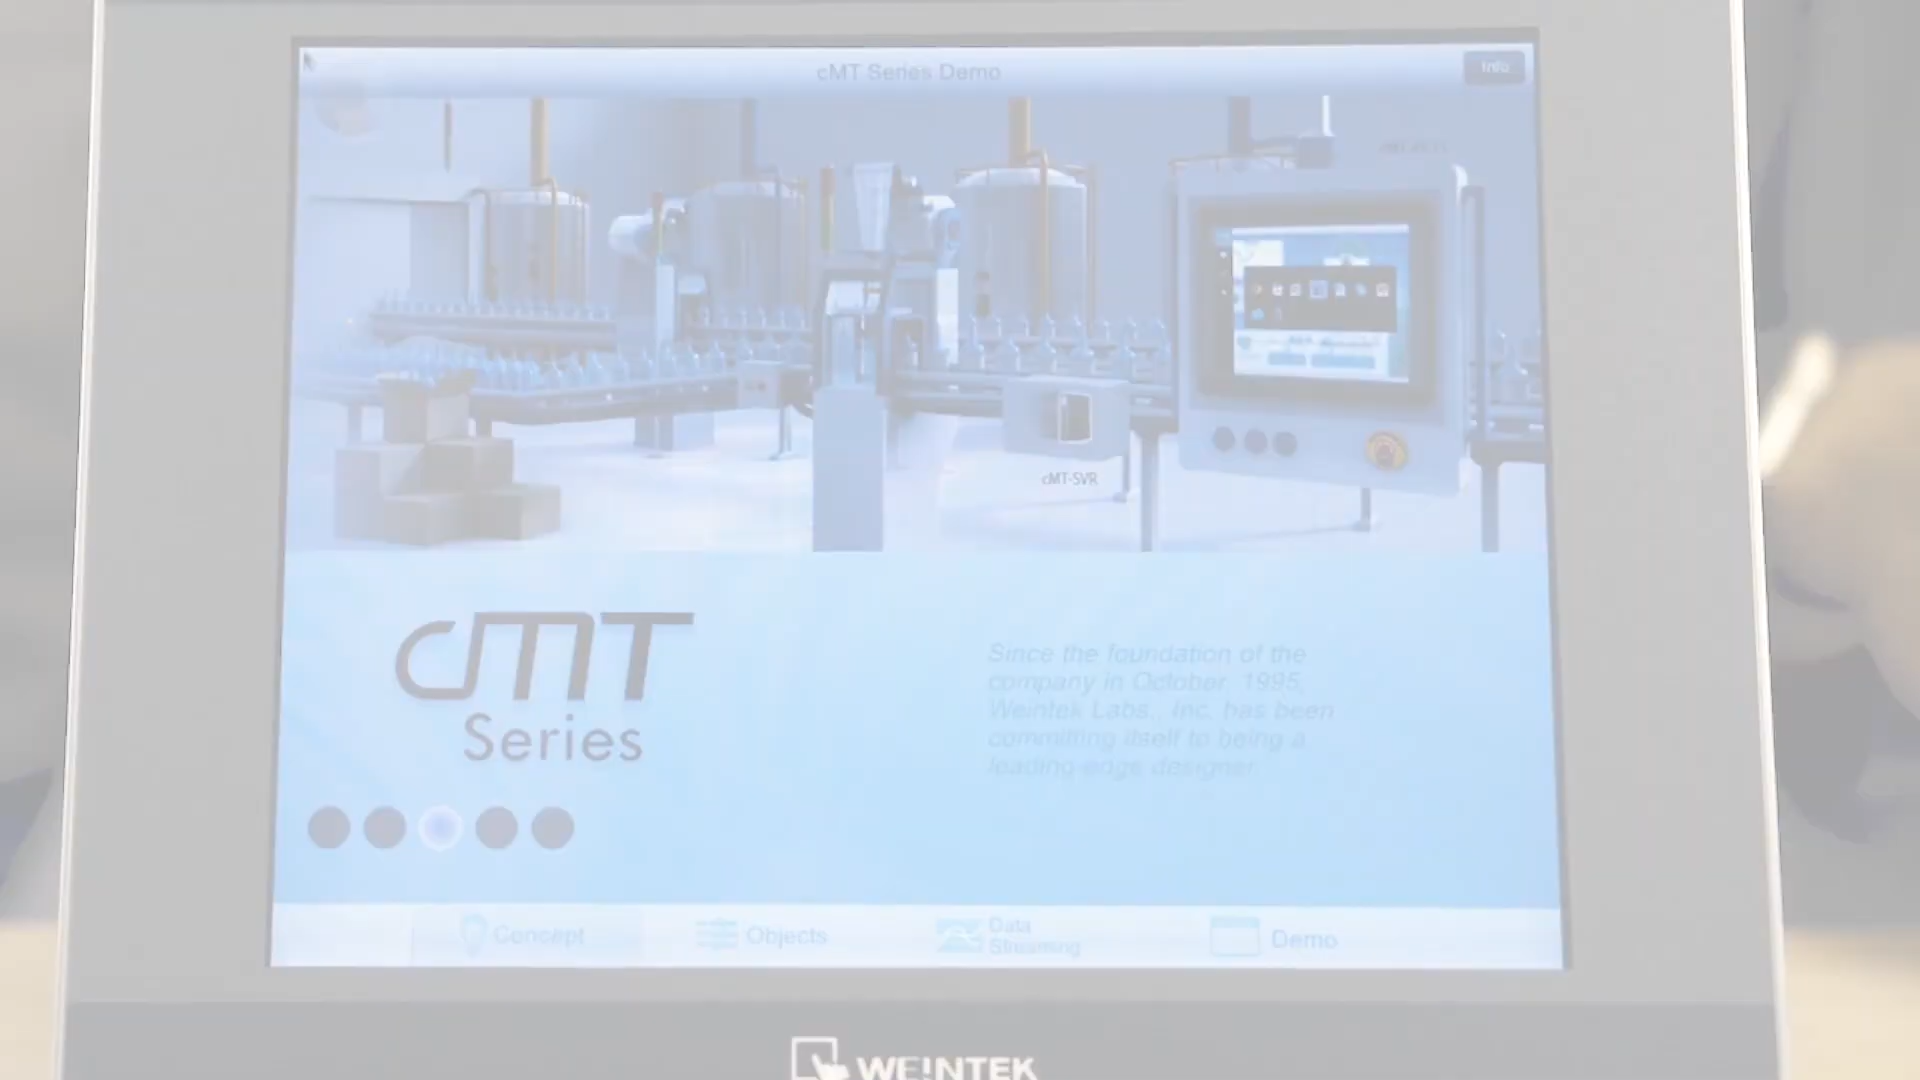 cMT Series Demo
Info
cMT-SVR
cMT
Series
Since the foundation of the
company in October, 1995,
Weintek Labs., Inc. has been
committing itself to being a
leading-edge designer
Concept
Objects
Data
Streaming
Demo
WEINTEK